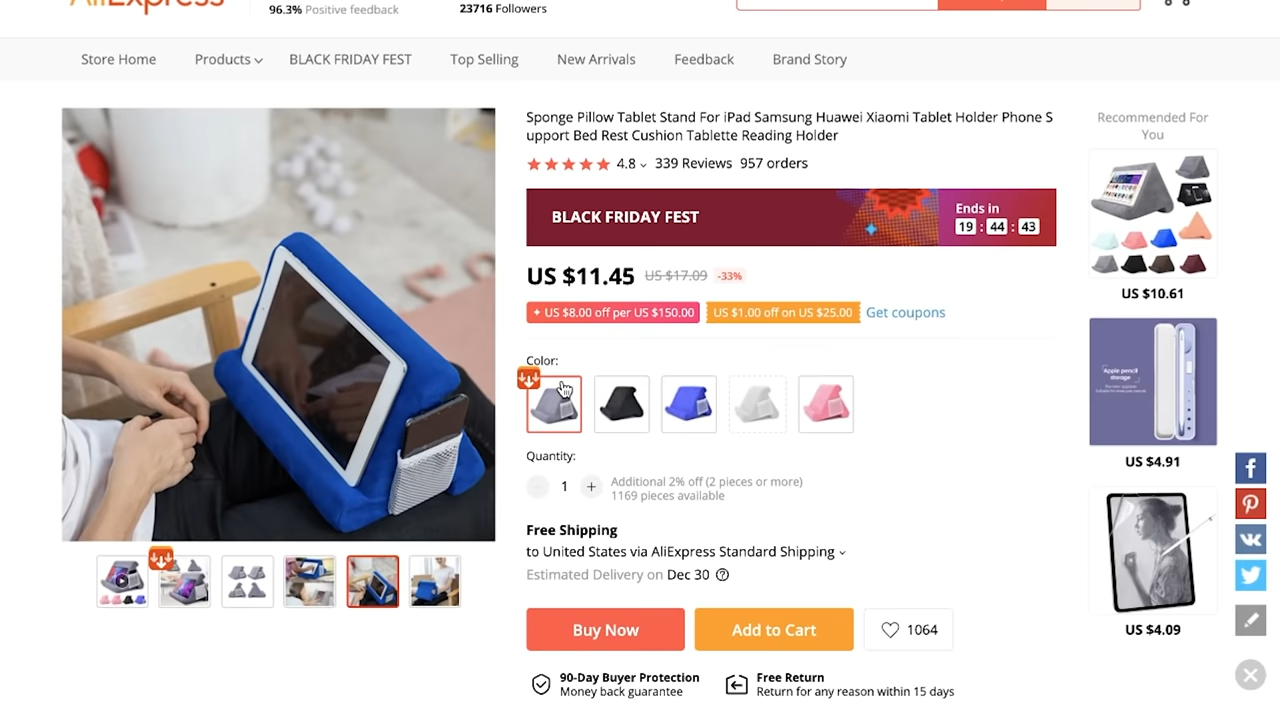 AliExpress
96.3% Positive feedback
23716 Followers
Store Home
Products
BLACK FRIDAY FEST
Top Selling
New Arrivals
Feedback
Brand Story
Sponge Pillow Tablet Stand For iPad Samsung Huawei Xiaomi Tablet Holder Phone S
upport Bed Rest Cushion Tablette Reading Holder
4.8
339 Reviews
957 orders
BLACK FRIDAY FEST
Ends in
19 : 44 : 43
US $11.45 US $17.09 -33%
US $8.00 off per US $150.00
US $1.00 off on US $25.00
Get coupons
Color:
Quantity:
1
Additional 2% off (2 pieces or more)
1169 pieces available
Free Shipping
to United States via AliExpress Standard Shipping
Estimated Delivery on Dec 30
Buy Now
Add to Cart
1064
90-Day Buyer Protection
Money back guarantee
Free Return
Return for any reason within 15 days
Recommended For
You
US $10.61
Apple pencil
storage
US $4.91
US $4.09